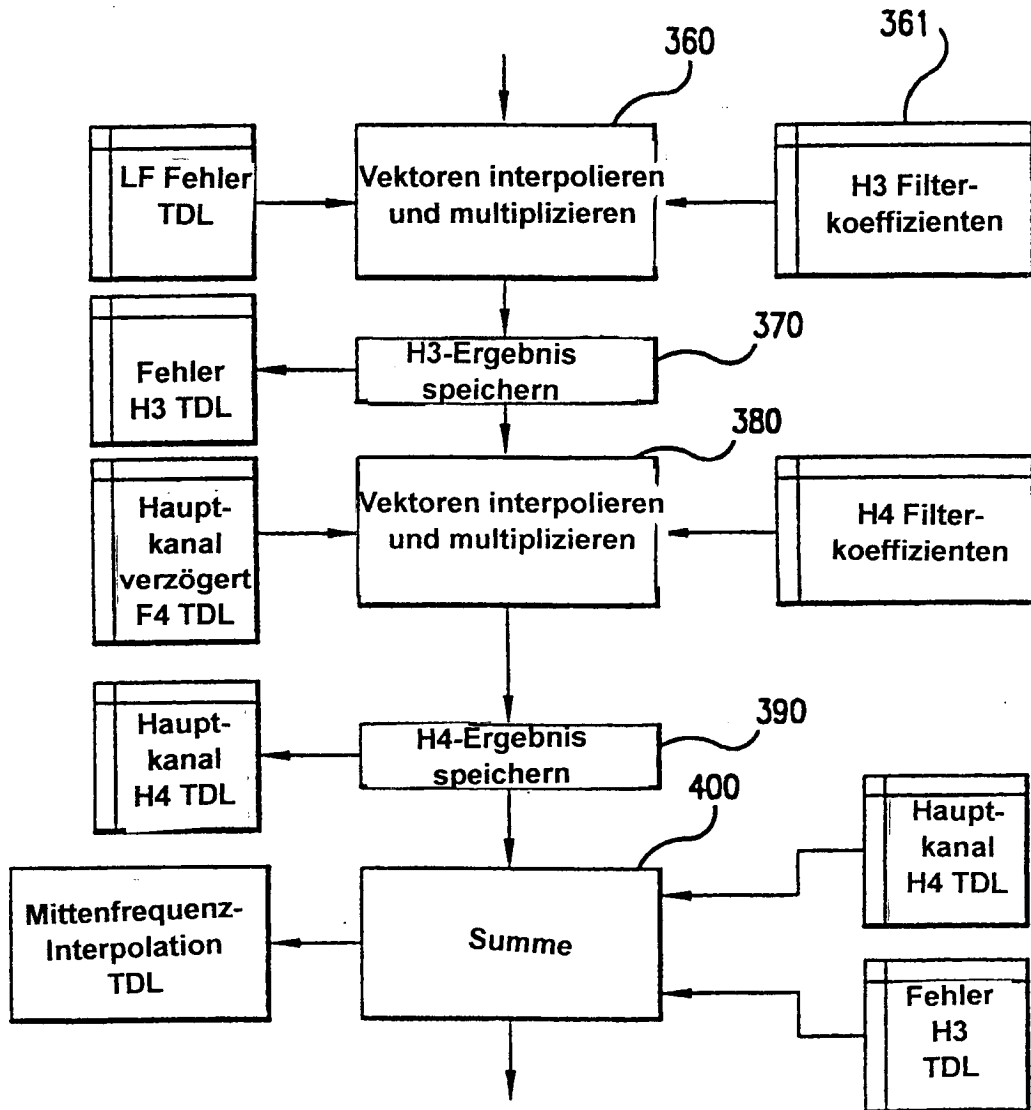 360
361
LF Fehler
TDL
Vektoren interpolieren
und multiplizieren
H3 Filter-
koeffizienten
370
Fehler
H3 TDL
H3-Ergebnis
speichern
380
Haupt-
kanal
verzögert
F4 TDL
Vektoren interpolieren
und multiplizieren
H4 Filter-
koeffizienten
390
Haupt-
kanal
H4 TDL
H4-Ergebnis
speichern
400
Haupt-
kanal
H4 TDL
Mittenfrequenz-
Interpolation
TDL
Summe
Fehler
H3
TDL